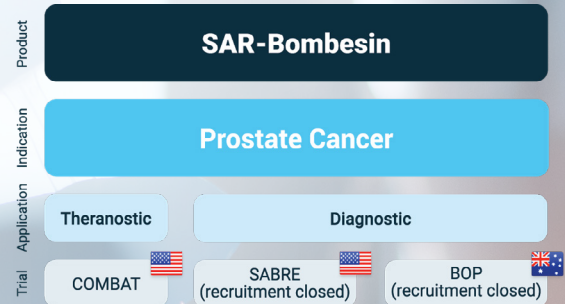 Product
SAR-Bombesin
Indication
Prostate Cancer
Application
Theranostic
Diagnostic
Trial
COMBAT
SABRE
(recruitment closed)
BOP
(recruitment closed)